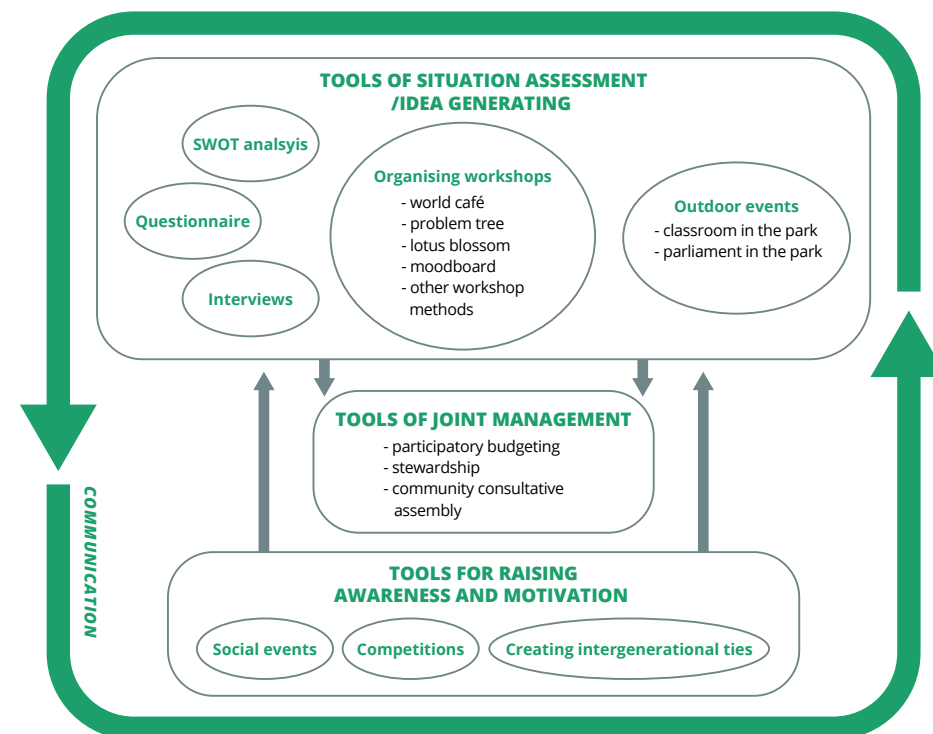 TOOLS OF SITUATION ASSESSMENT
/IDEA GENERATING
SWOT analsyis
Questionnaire
Interviews
Organising workshops
- world café
- problem tree
- lotus blossom
- moodboard
- other workshop
methods
Outdoor events
- classroom in the park
- parliament in the park
TOOLS OF JOINT MANAGEMENT
- participatory budgeting
- stewardship
- community consultative
assembly
COMMUNICATION
TOOLS FOR RAISING
AWARENESS AND MOTIVATION
Social events
Competitions
Creating intergenerational ties